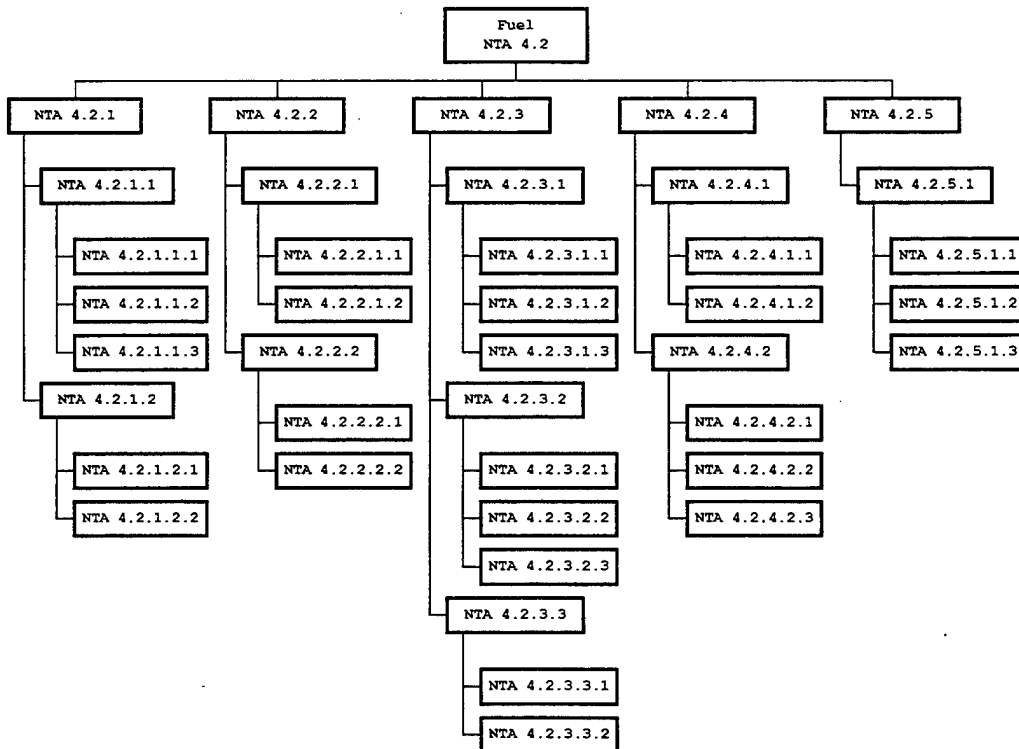 Fuel
NTA 4.2
NTA 4.2.1
NTA 4.2.2
NTA 4.2.3
NTA 4.2.4
NTA 4.2.5
NTA 4.2.1.1
NTA 4.2.2.1
NTA 4.2.3.1
NTA 4.2.4.1
NTA 4.2.5.1
NTA 4.2.1.1.1
NTA 4.2.2.1.1
NTA 4.2.3.1.1
NTA 4.2.4.1.1
NTA 4.2.5.1.1
NTA 4.2.1.1.2
NTA 4.2.2.1.2
NTA 4.2.3.1.2
NTA 4.2.4.1.2
NTA 4.2.5.1.2
NTA 4.2.1.1.3
NTA 4.2.2.2
NTA 4.2.3.1.3
NTA 4.2.4.2
NTA 4.2.5.1.3
NTA 4.2.1.2
NTA 4.2.3.2
NTA 4.2.2.2.1
NTA 4.2.4.2.1
NTA 4.2.1.2.1
NTA 4.2.2.2.2
NTA 4.2.3.2.1
NTA 4.2.4.2.2
NTA 4.2.1.2.2
NTA 4.2.3.2.2
NTA 4.2.4.2.3
NTA 4.2.3.2.3
NTA 4.2.3.3
NTA 4.2.3.3.1
NTA 4.2.3.3.2